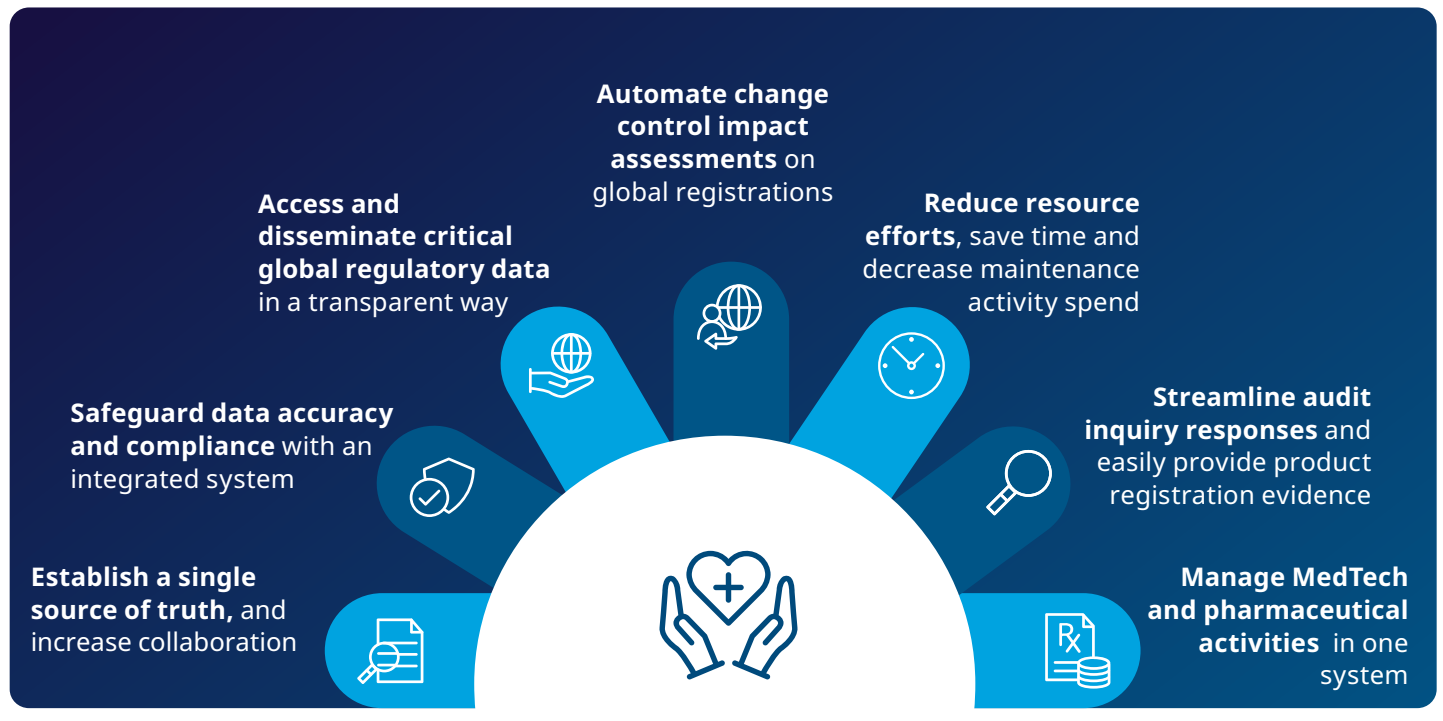 Automate change
control impact
assessments on
global registrations
Access and
disseminate critical
global regulatory data
in a transparent way
Reduce resource
efforts, save time and
decrease maintenance
activity spend
Safeguard data accuracy
and compliance with an
integrated system
Streamline audit
inquiry responses and
easily provide product
registration evidence
Establish a single
source of truth, and
increase collaboration
Manage MedTech
and pharmaceutical
activities in one
system
Rx